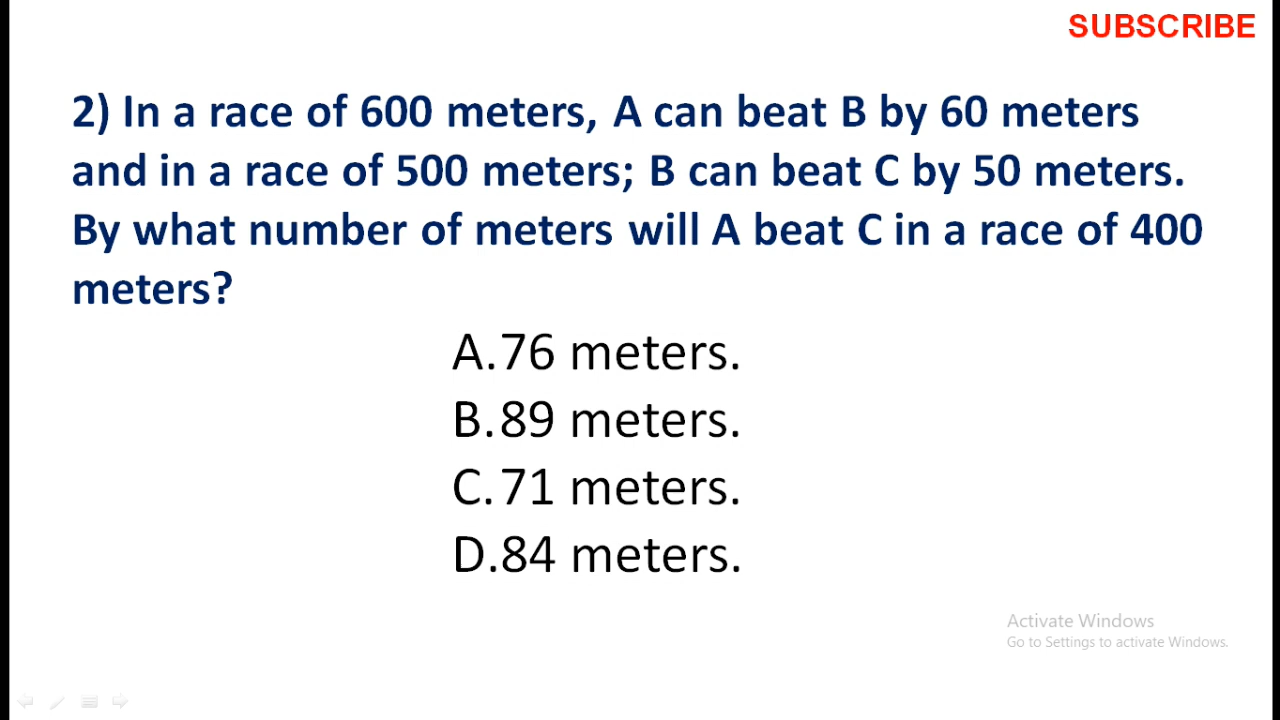 SUBSCRIBE
2) In a race of 600 meters, A can beat B by 60 meters
and in a race of 500 meters; B can beat C by 50 meters.
By what number of meters will A beat C in a race of 400
meters?
A.76 meters.
B.89 meters.
C.71 meters.
D.84 meters.
Activate Windows
Go to Settings to activate Windows.